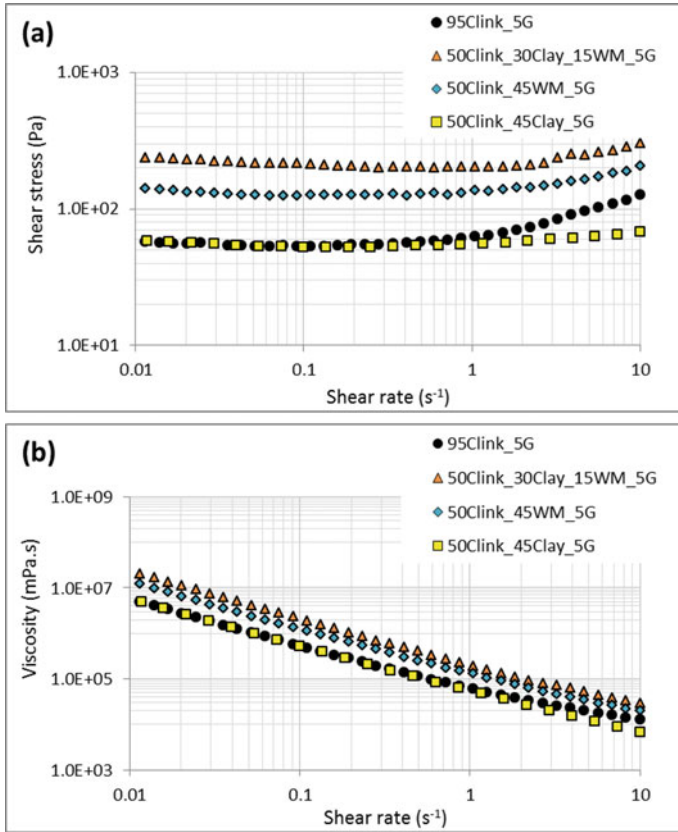 (a)
95Clink_5G
50Clink_30Clay_15WM_5G
50Clink_45WM_5G
50Clink_45Clay_5G
1.0E+03
1.0E+02
1.0E+01
Shear stress (Pa)
0.01 0.1 1 10
Shear rate (s⁻¹)
(b)
95Clink_5G
50Clink_30Clay_15WM_5G
50Clink_45WM_5G
50Clink_45Clay_5G
1.0E+09
1.0E+07
1.0E+05
1.0E+03
Viscosity (mPa.s)
0.01 0.1 1 10
Shear rate (s⁻¹)